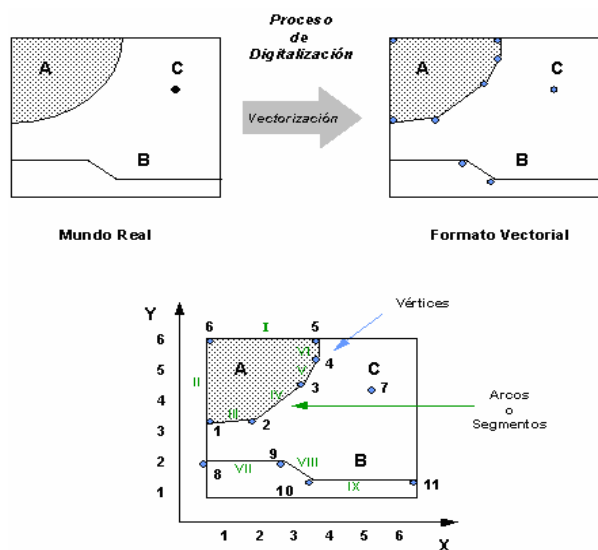 Proceso
de
Digitalización
A
C
B
Vectorización
A
C
B
Mundo Real
Formato Vectorial
Y
6
5
4
3
2
1
6
I
5
Vértices
VI
4
A
C
V
3
7
II
IV
Arcos
o
Segmentos
III
1
2
9
B
VII
VIII
8
10
IX
11
1
2
3
4
5
6
X